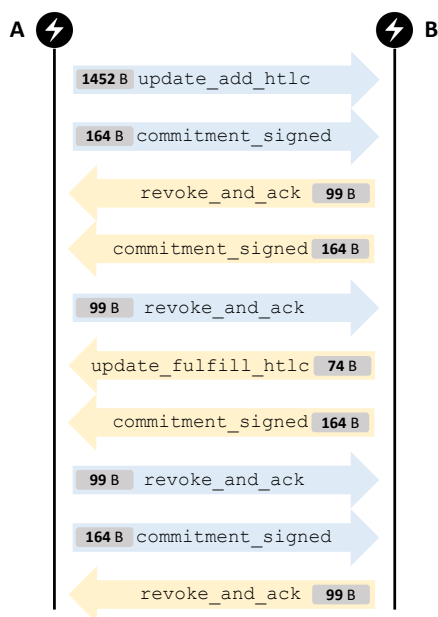 A B
1452 B update_add_htlc
164 B commitment_signed
revoke_and_ack 99 B
commitment_signed 164 B
99 B revoke_and_ack
update_fulfill_htlc 74 B
commitment_signed 164 B
99 B revoke_and_ack
164 B commitment_signed
revoke_and_ack 99 B